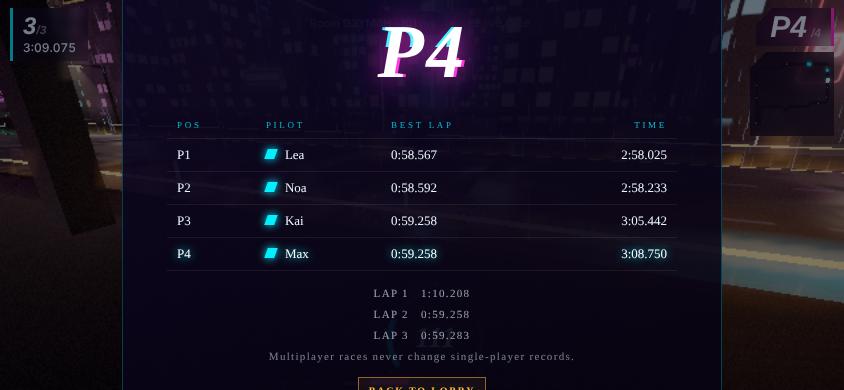 3/3
3:09.075
P4 /4
P4
POS PILOT BEST LAP TIME
P1 Lea 0:58.567 2:58.025
P2 Noa 0:58.592 2:58.233
P3 Kai 0:59.258 3:05.442
P4 Max 0:59.258 3:08.750
LAP 1 1:10.208
LAP 2 0:59.258
LAP 3 0:59.283
Multiplayer races never change single-player records.
BACK TO LOBBY